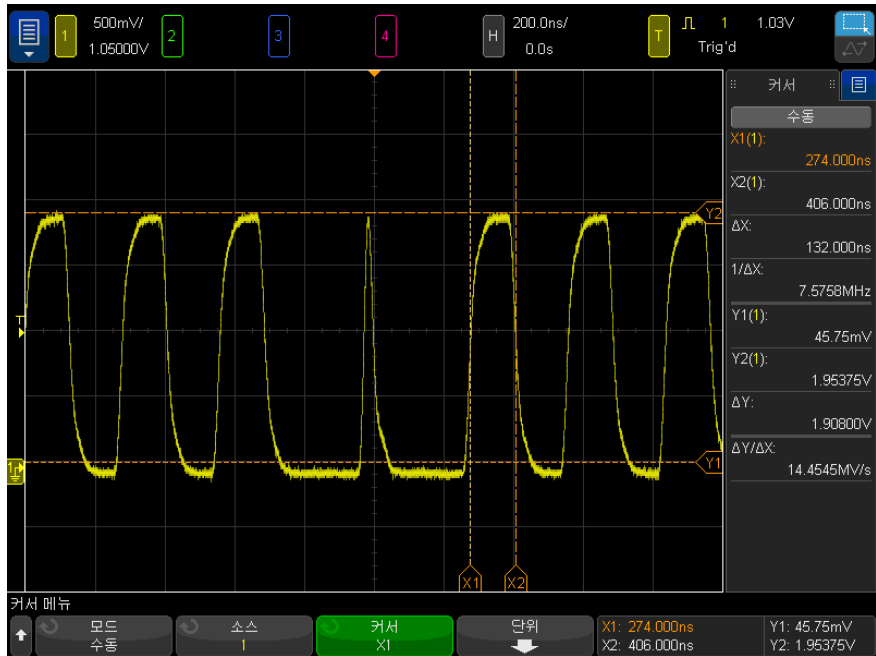 1
500mV/
1.05000V
2
3
4
H
200.0ns/
0.0s
T
1
1.03V
Trig'd
커서
수동
X1(1):
274.000ns
X2(1):
406.000ns
ΔX:
132.000ns
1/ΔX:
7.5758MHz
Y1(1):
45.75mV
Y2(1):
1.95375V
ΔY:
1.90800V
ΔY/ΔX:
14.4545MV/s
Y2
T
1
Y1
X1
X2
커서 메뉴
모드
수동
소스
1
커서
X1
단위
X1: 274.000ns
X2: 406.000ns
Y1: 45.75mV
Y2: 1.95375V